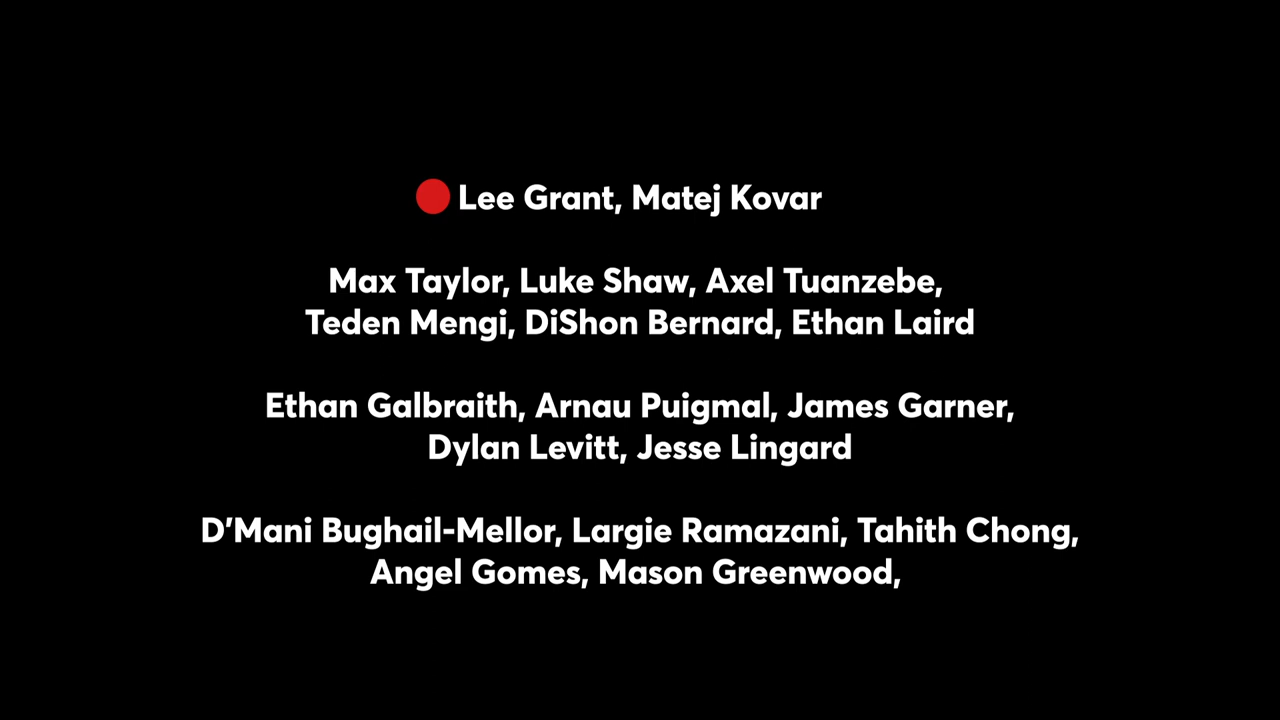 Lee Grant, Matej Kovar
Max Taylor, Luke Shaw, Axel Tuanzebe,
Teden Mengi, DiShon Bernard, Ethan Laird
Ethan Galbraith, Arnau Puigmal, James Garner,
Dylan Levitt, Jesse Lingard
D'Mani Bughail-Mellor, Largie Ramazani, Tahith Chong,
Angel Gomes, Mason Greenwood,